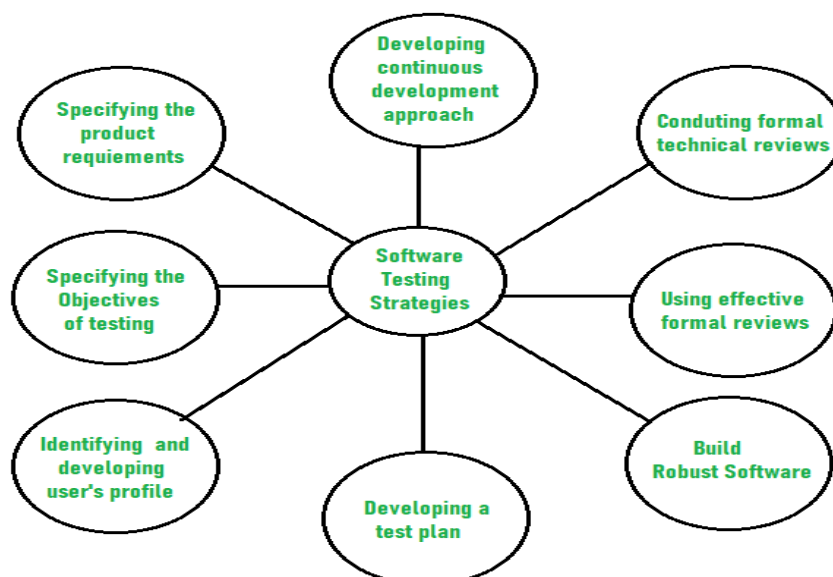 Developing
continuous
development
approach
Specifying the
product
requiements
Conduting formal
technical reviews
Software
Testing
Strategies
Specifying the
Objectives
of testing
Using effective
formal reviews
Identifying and
developing
user's profile
Build
Robust Software
Developing a
test plan